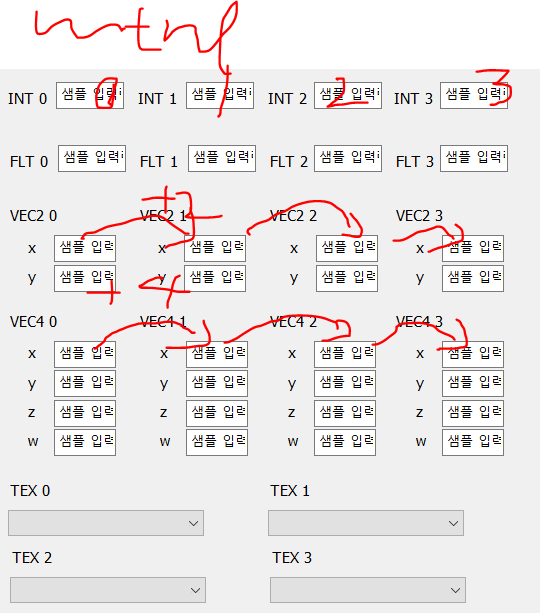 INT 0 샘플 입력i INT 1 샘플 입력i INT 2 샘플 입력i INT 3 샘플 입력i
0 1 2 3
FLT 0 샘플 입력i FLT 1 샘플 입력i FLT 2 샘플 입력i FLT 3 샘플 입력i
VEC2 0 VEC2 1 VEC2 2 VEC2 3
x 샘플 입력 x 샘플 입력 x 샘플 입력 x 샘플 입력
y 샘플 입력 y 샘플 입력 y 샘플 입력 y 샘플 입력
+ 4
VEC4 0 VEC4 1 VEC4 2 VEC4 3
x 샘플 입력 x 샘플 입력 x 샘플 입력 x 샘플 입력
y 샘플 입력 y 샘플 입력 y 샘플 입력 y 샘플 입력
z 샘플 입력 z 샘플 입력 z 샘플 입력 z 샘플 입력
w 샘플 입력 w 샘플 입력 w 샘플 입력 w 샘플 입력
TEX 0 TEX 1
TEX 2 TEX 3